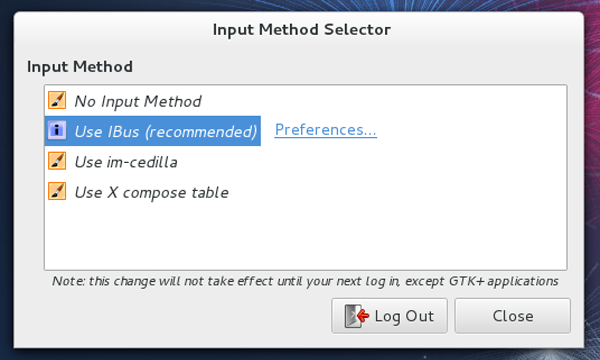 Input Method Selector
Input Method
No Input Method
Use IBus (recommended) Preferences...
Use im-cedilla
Use X compose table
Note: this change will not take effect until your next log in, except GTK+ applications
Log Out Close